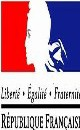 Liberté • Égalité • Fraternité
RÉPUBLIQUE FRANÇAISE